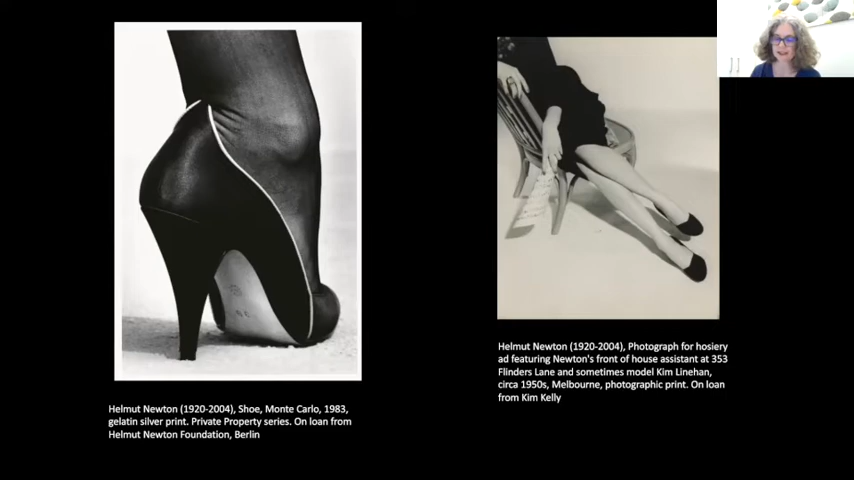 Helmut Newton (1920-2004), Shoe, Monte Carlo, 1983,
gelatin silver print. Private Property series. On loan from
Helmut Newton Foundation, Berlin
Helmut Newton (1920-2004), Photograph for hosiery
ad featuring Newton's front of house assistant at 353
Flinders Lane and sometimes model Kim Linehan,
circa 1950s, Melbourne, photographic print. On loan
from Kim Kelly